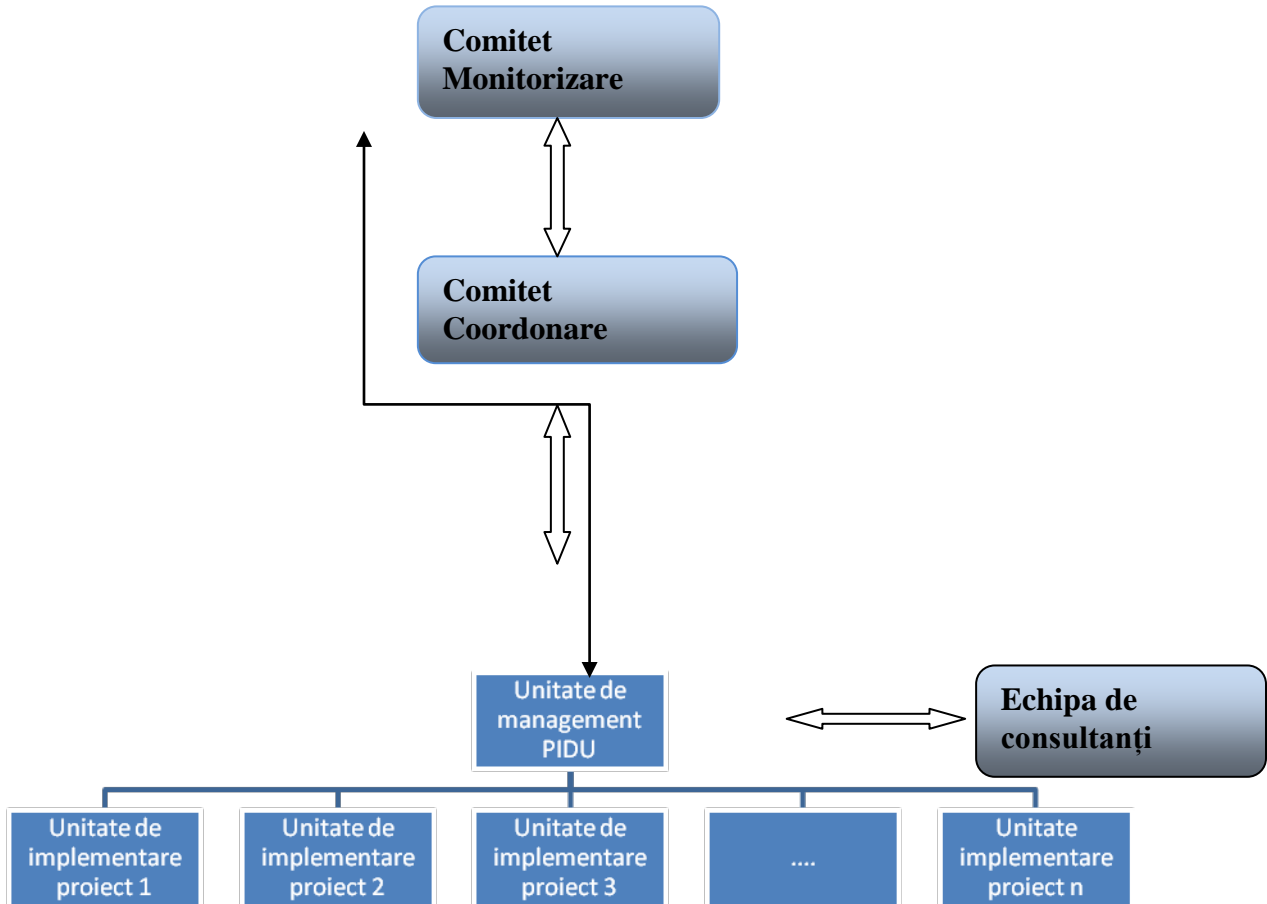 Comitet
Monitorizare
Comitet
Coordonare
Unitate de
management
PIDU
Echipa de
consultanți
Unitate de
implementare
proiect 1
Unitate de
implementare
proiect 2
Unitate de
implementare
proiect 3
....
Unitate
implementare
proiect n